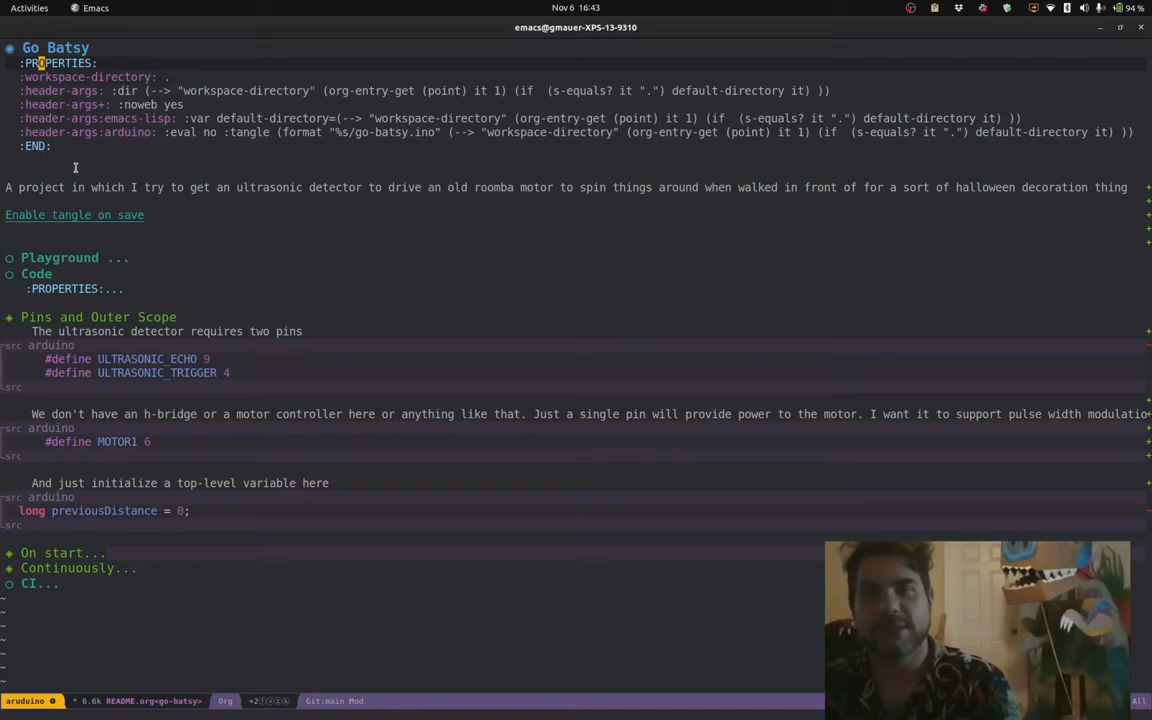 Activities Emacs Nov 6 16:43 94 %
emacs@gmauer-XPS-13-9310
Go Batsy
:PROPERTIES:
:workspace-directory: .
:header-args: :dir (--> "workspace-directory" (org-entry-get (point) it 1) (if (s-equals? it ".") default-directory it) ))
:header-args+: :noweb yes
:header-args:emacs-lisp: :var default-directory=(--> "workspace-directory" (org-entry-get (point) it 1) (if (s-equals? it ".") default-directory it) ))
:header-args:arduino: :eval no :tangle (format "%s/go-batsy.ino" (--> "workspace-directory" (org-entry-get (point) it 1) (if (s-equals? it ".") default-directory it) ))
:END:
A project in which I try to get an ultrasonic detector to drive an old roomba motor to spin things around when walked in front of for a sort of halloween decoration thing
Enable tangle on save
Playground ...
Code
:PROPERTIES:...
Pins and Outer Scope
The ultrasonic detector requires two pins
src arduino
#define ULTRASONIC_ECHO 9
#define ULTRASONIC_TRIGGER 4
src
We don't have an h-bridge or a motor controller here or anything like that. Just a single pin will provide power to the motor. I want it to support pulse width modulatio
src arduino
#define MOTOR1 6
src
And just initialize a top-level variable here
src arduino
long previousDistance = 0;
src
On start...
Continuously...
CI...
~
~
~
~
~
~
~
aruduino * 6.6k README.org<go-batsy> Org Git:main Mod All